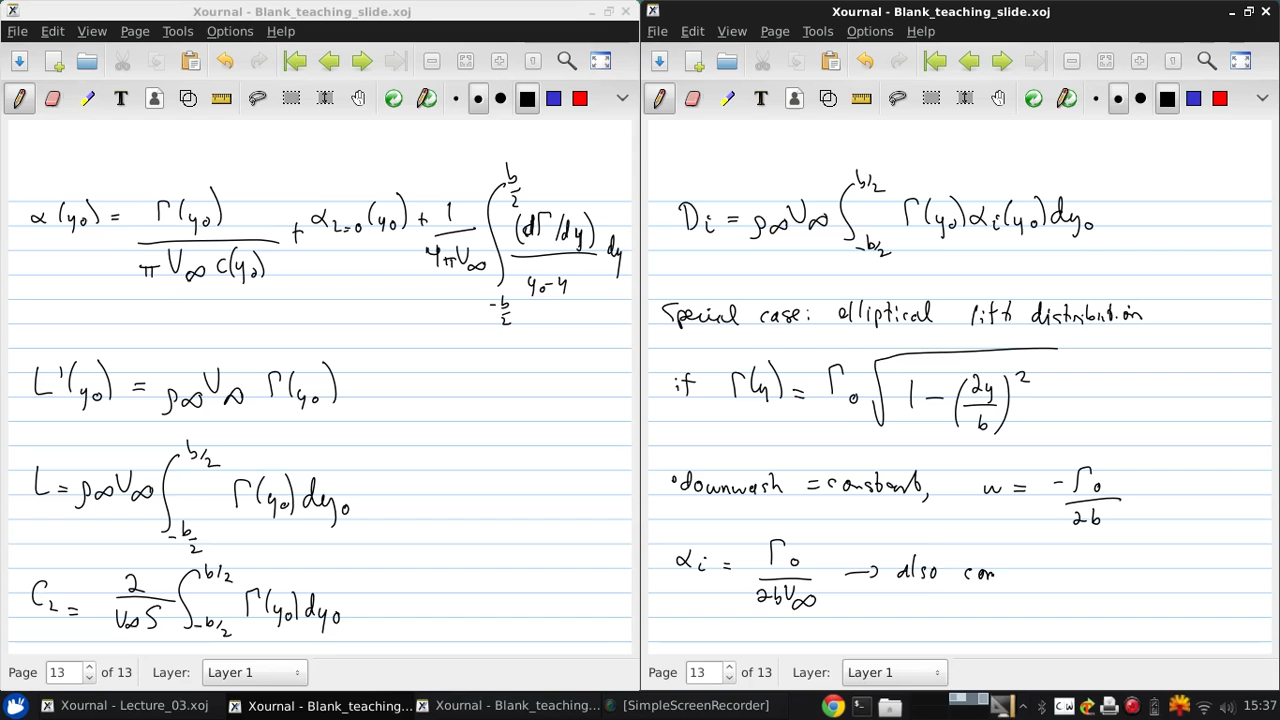 Xournal - Blank_teaching_slide.xoj
File Edit View Page Tools Options Help
α(y₀) = Γ(y₀) / (π V∞ c(y₀)) + α_{L=0}(y₀) + 1/(4πV∞) ∫_{-b/2}^{b/2} (dΓ/dy) / (y₀-y) dy
L'(y₀) = ρ∞V∞ Γ(y₀)
L = ρ∞V∞ ∫_{-b/2}^{b/2} Γ(y₀)dy₀
C_L = 2/(V∞S) ∫_{-b/2}^{b/2} Γ(y₀)dy₀
Page 13 of 13 Layer: Layer 1
Xournal - Blank_teaching_slide.xoj
File Edit View Page Tools Options Help
Di = ρ∞V∞ ∫_{-b/2}^{b/2} Γ(y₀)αi(y₀)dy₀
Special case: elliptical lift distribution
if Γ(y) = Γ₀ √(1 - (2y/b)²)
•downwash = constant, w = -Γ₀/2b
αi = Γ₀/(2bV∞) → also con
Page 13 of 13 Layer: Layer 1
Xournal - Lecture_03.xoj Xournal - Blank_teaching... Xournal - Blank_teaching... [SimpleScreenRecorder] 15:37